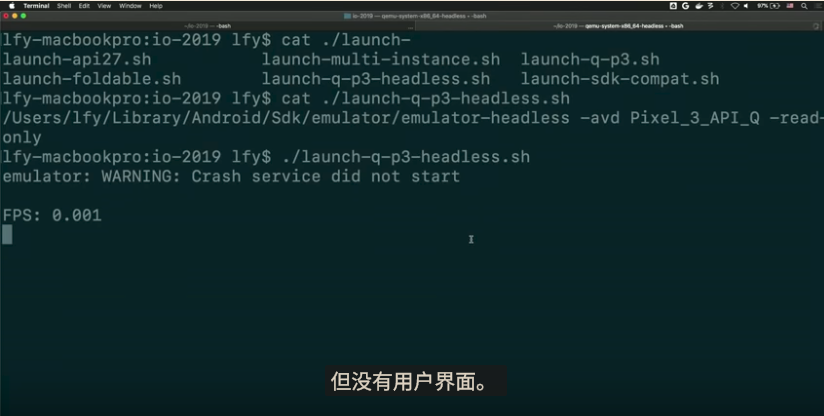 Terminal Shell Edit View Window Help
97%
io-2019 — qemu-system-x86_64-headless ◂ -bash
~/io-2019 — -bash
~/io-2019 — qemu-system-x86_64-headless ◂ -bash
lfy-macbookpro:io-2019 lfy$ cat ./launch-
launch-api27.sh launch-multi-instance.sh launch-q-p3.sh
launch-foldable.sh launch-q-p3-headless.sh launch-sdk-compat.sh
lfy-macbookpro:io-2019 lfy$ cat ./launch-q-p3-headless.sh
/Users/lfy/Library/Android/Sdk/emulator/emulator-headless -avd Pixel_3_API_Q -read-
only
lfy-macbookpro:io-2019 lfy$ ./launch-q-p3-headless.sh
emulator: WARNING: Crash service did not start
FPS: 0.001
但没有用户界面。